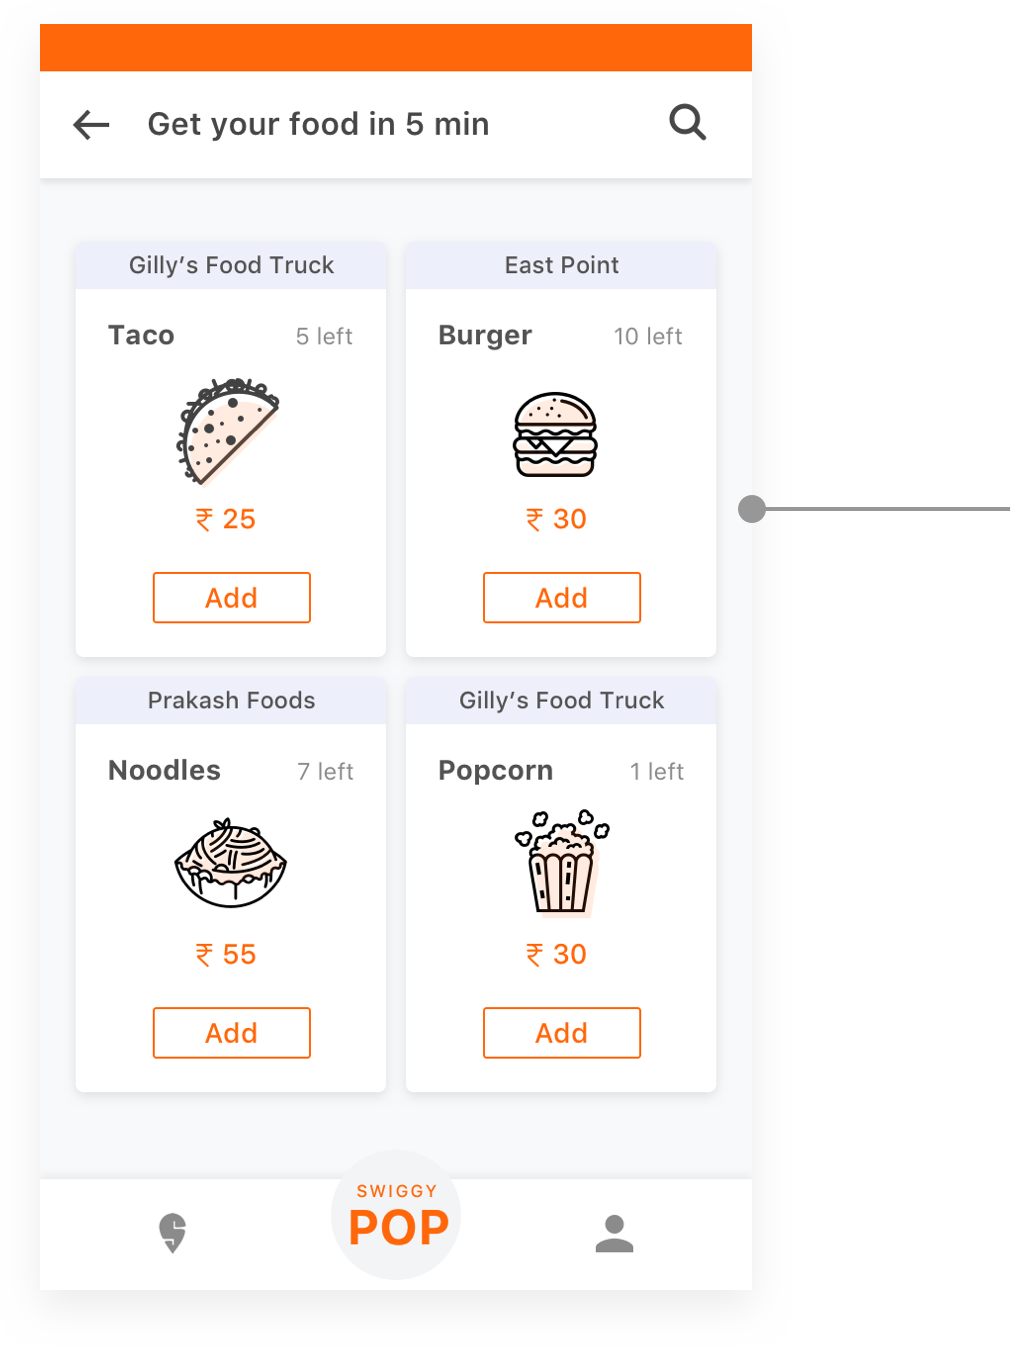 Get your food in 5 min
Gilly’s Food Truck
Taco
5 left
₹ 25
Add
East Point
Burger
10 left
₹ 30
Add
Prakash Foods
Noodles
7 left
₹ 55
Add
Gilly’s Food Truck
Popcorn
1 left
₹ 30
Add
SWIGGY
POP